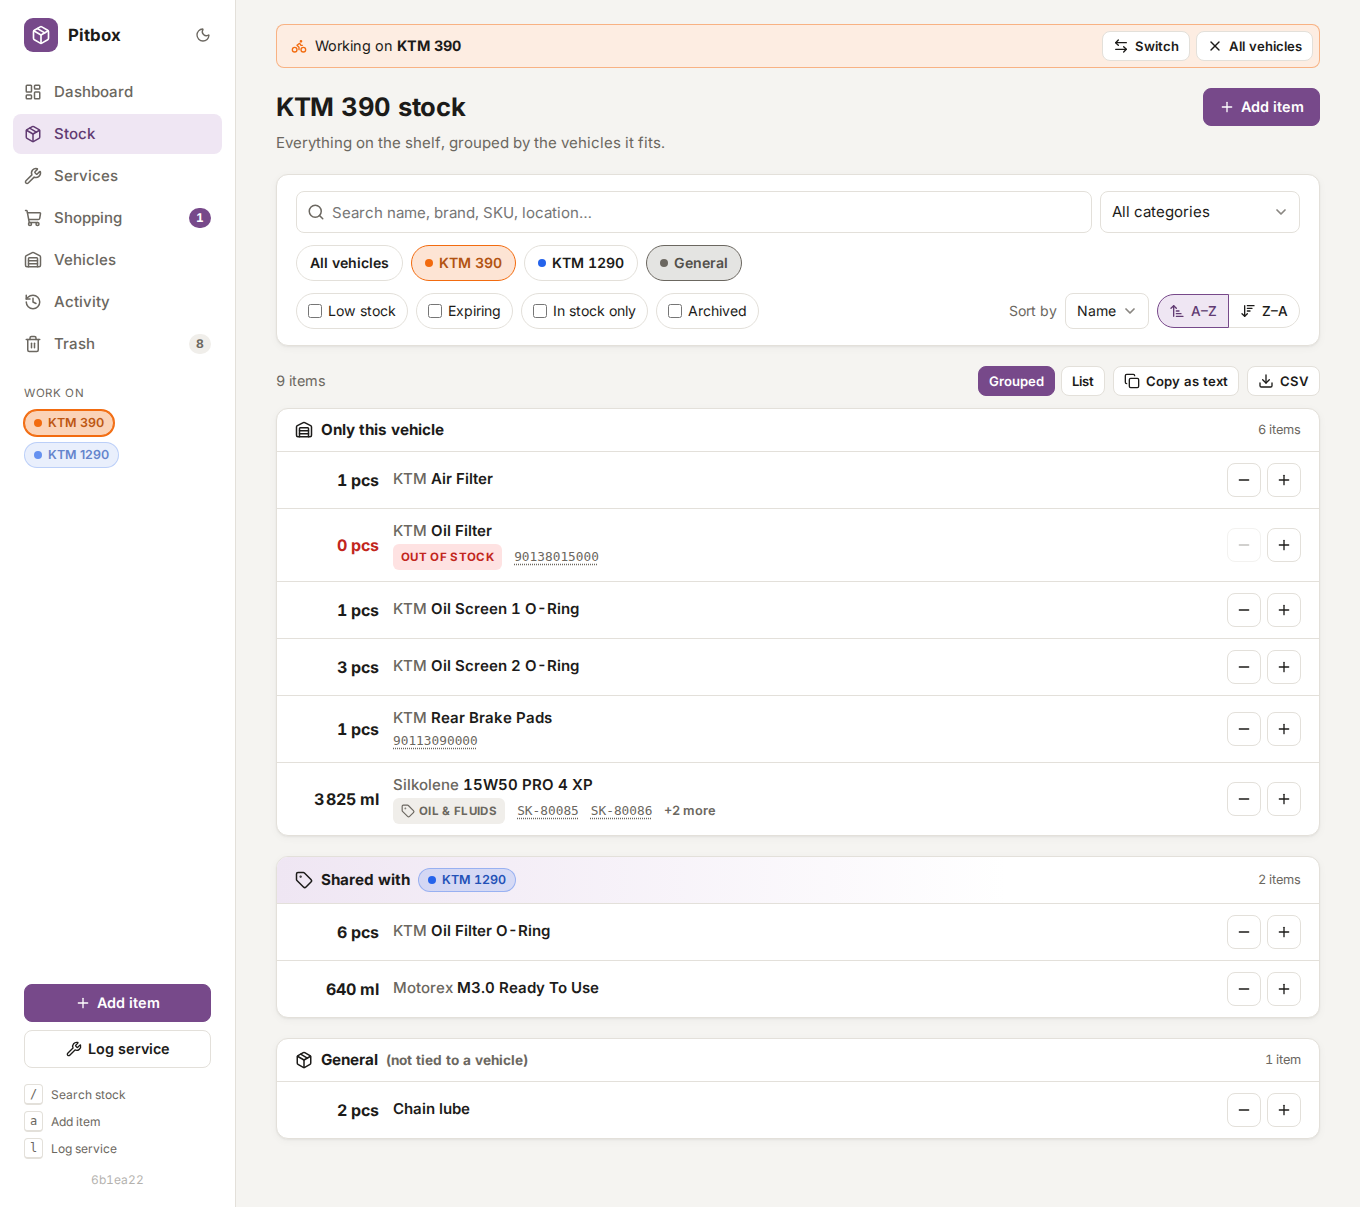 Pitbox
Dashboard
Stock
Services
Shopping 1
Vehicles
Activity
Trash 8
WORK ON
KTM 390
KTM 1290
Add item
Log service
/ Search stock
a Add item
l Log service
6b1ea22
Working on KTM 390
Switch
All vehicles
KTM 390 stock
Add item
Everything on the shelf, grouped by the vehicles it fits.
Search name, brand, SKU, location...
All categories
All vehicles KTM 390 KTM 1290 General
Low stock Expiring In stock only Archived
Sort by Name A–Z Z–A
9 items
Grouped List Copy as text CSV
Only this vehicle 6 items
1 pcs KTM Air Filter
0 pcs KTM Oil Filter
OUT OF STOCK 90138015000
1 pcs KTM Oil Screen 1 O-Ring
3 pcs KTM Oil Screen 2 O-Ring
1 pcs KTM Rear Brake Pads
90113090000
3 825 ml Silkolene 15W50 PRO 4 XP
OIL & FLUIDS SK-80085 SK-80086 +2 more
Shared with KTM 1290 2 items
6 pcs KTM Oil Filter O-Ring
640 ml Motorex M3.0 Ready To Use
General (not tied to a vehicle) 1 item
2 pcs Chain lube